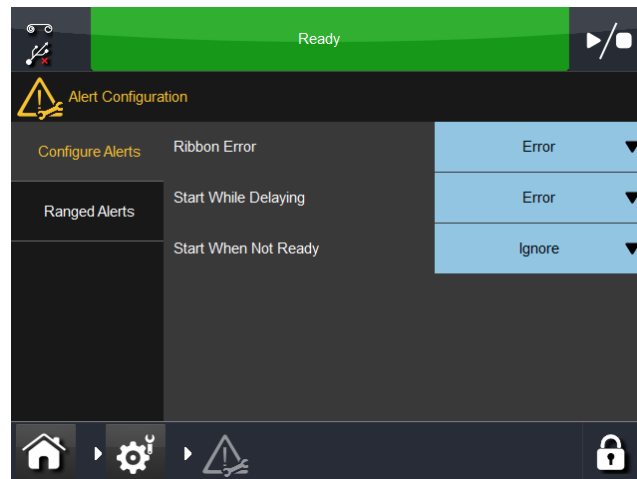 Ready
Alert Configuration
Configure Alerts
Ribbon Error
Error
Ranged Alerts
Start While Delaying
Error
Start When Not Ready
Ignore